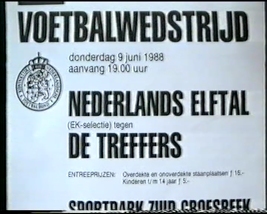 VOETBALWEDSTRIJD
donderdag 9 juni 1988
aanvang 19.00 uur
NEDERLANDS ELFTAL
(EK-selectie) tegen
DE TREFFERS
ENTREEPRIJZEN: Overdekte en onoverdekte staanplaatsen f 15.-
Kinderen t/m 14 jaar f 5.-
SPORTPARK ZUID GROESBEEK